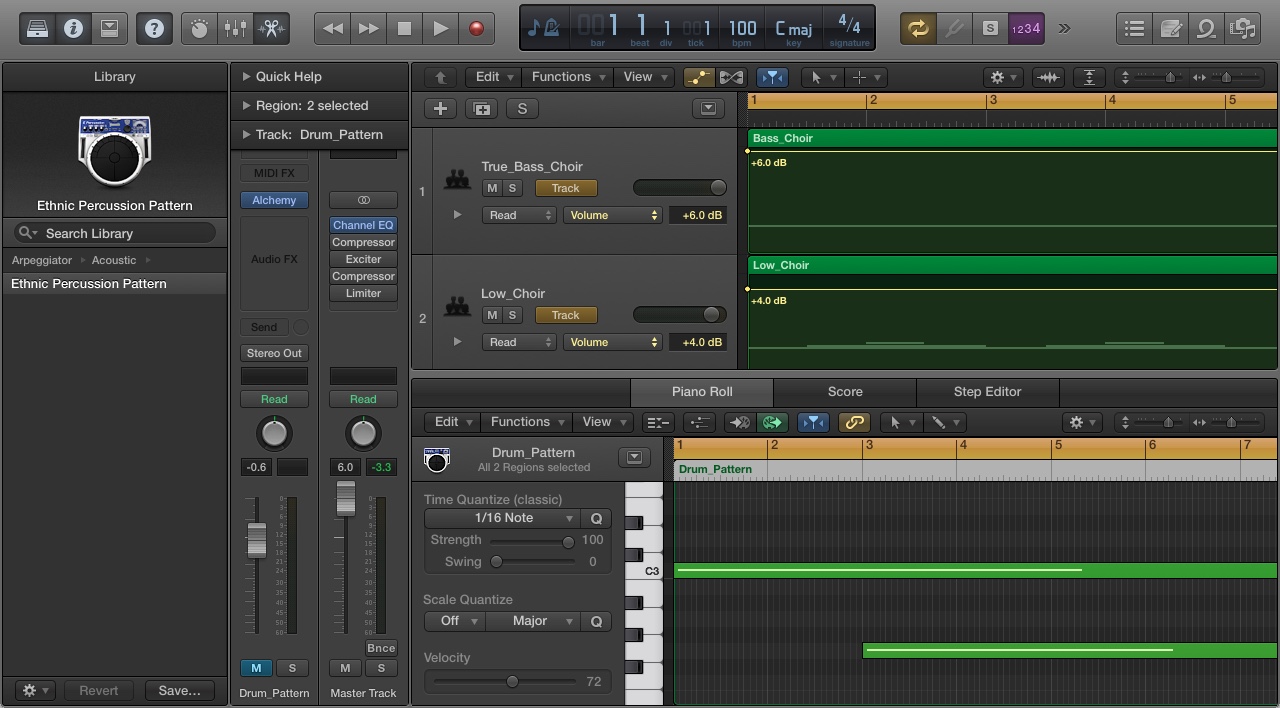 1 1 1 1 100 C maj 4/4
bar beat div tick bpm key signature
S 1234
Library
Ethnic Percussion Pattern
Search Library
Arpeggiator Acoustic
Ethnic Percussion Pattern
Revert Save...
Quick Help
Region: 2 selected
Track: Drum_Pattern
MIDI FX
Alchemy
Channel EQ
Compressor
Audio FX Exciter
Compressor
Limiter
Send
Stereo Out
Read Read
-0.6 6.0 -3.3
Bnce
M S M S
Drum_Pattern Master Track
Edit Functions View
S
1 2 3 4 5
1
True_Bass_Choir
M S Track
Read Volume +6.0 dB
Bass_Choir
+6.0 dB
2
Low_Choir
M S Track
Read Volume +4.0 dB
Low_Choir
+4.0 dB
Piano Roll Score Step Editor
Edit Functions View
1 2 3 4 5 6 7
Drum_Pattern
All 2 Regions selected
Drum_Pattern
Time Quantize (classic)
1/16 Note Q
Strength 100
Swing 0
Scale Quantize
Off Major Q
Velocity
72
C3